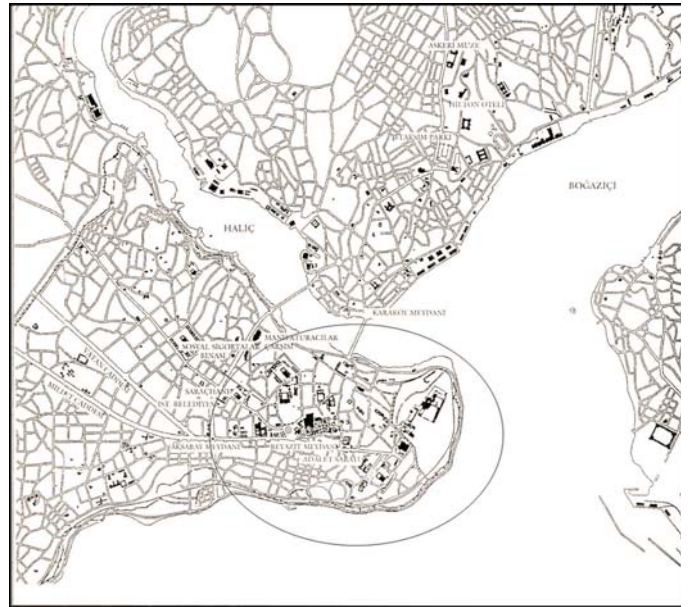 ASKERİ MÜZE
HİLTON OTELİ
TAKSİM PARKI
BOĞAZİÇİ
HALİÇ
KARAKÖY MEYDANI
MANİFATURACILAR
ÇARŞISI
SOSYAL SİGORTALAR
BİNASI
VATAN CADDESİ
MİLLET CADDESİ
SARAÇHANE
İST. BELEDİYESİ
AKSARAY MEYDANI
BEYAZIT MEYDANI
ADALET SARAYI